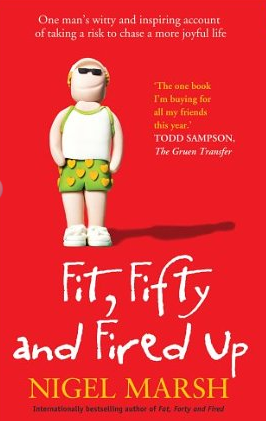 One man's witty and inspiring account
of taking a risk to chase a more joyful life
'The one book
I'm buying for
all my friends
this year.'
TODD SAMPSON,
The Gruen Transfer
Fit, Fifty
and Fired Up
NIGEL MARSH
Internationally bestselling author of Fat, Forty and Fired